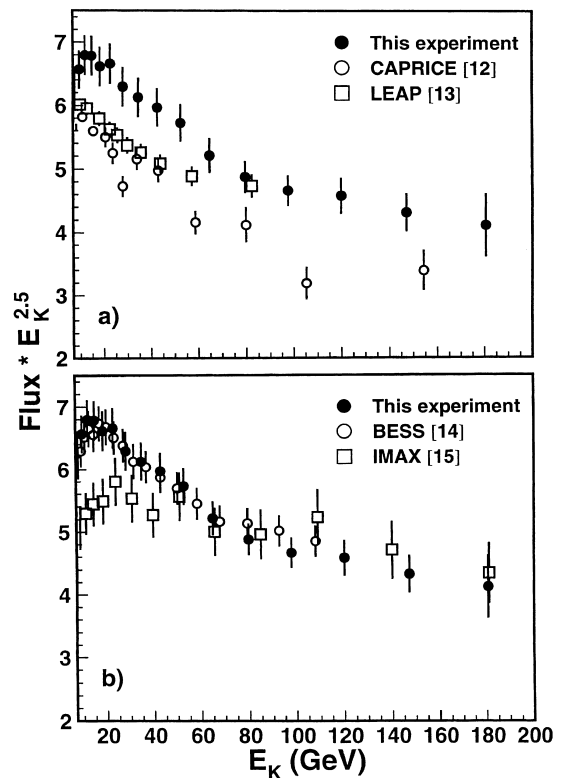 7
6
5
4
3
2
This experiment
CAPRICE [12]
LEAP [13]
a)
Flux * E_K^2.5
7
6
5
4
3
2
This experiment
BESS [14]
IMAX [15]
b)
20 40 60 80 100 120 140 160 180 200
E_K (GeV)